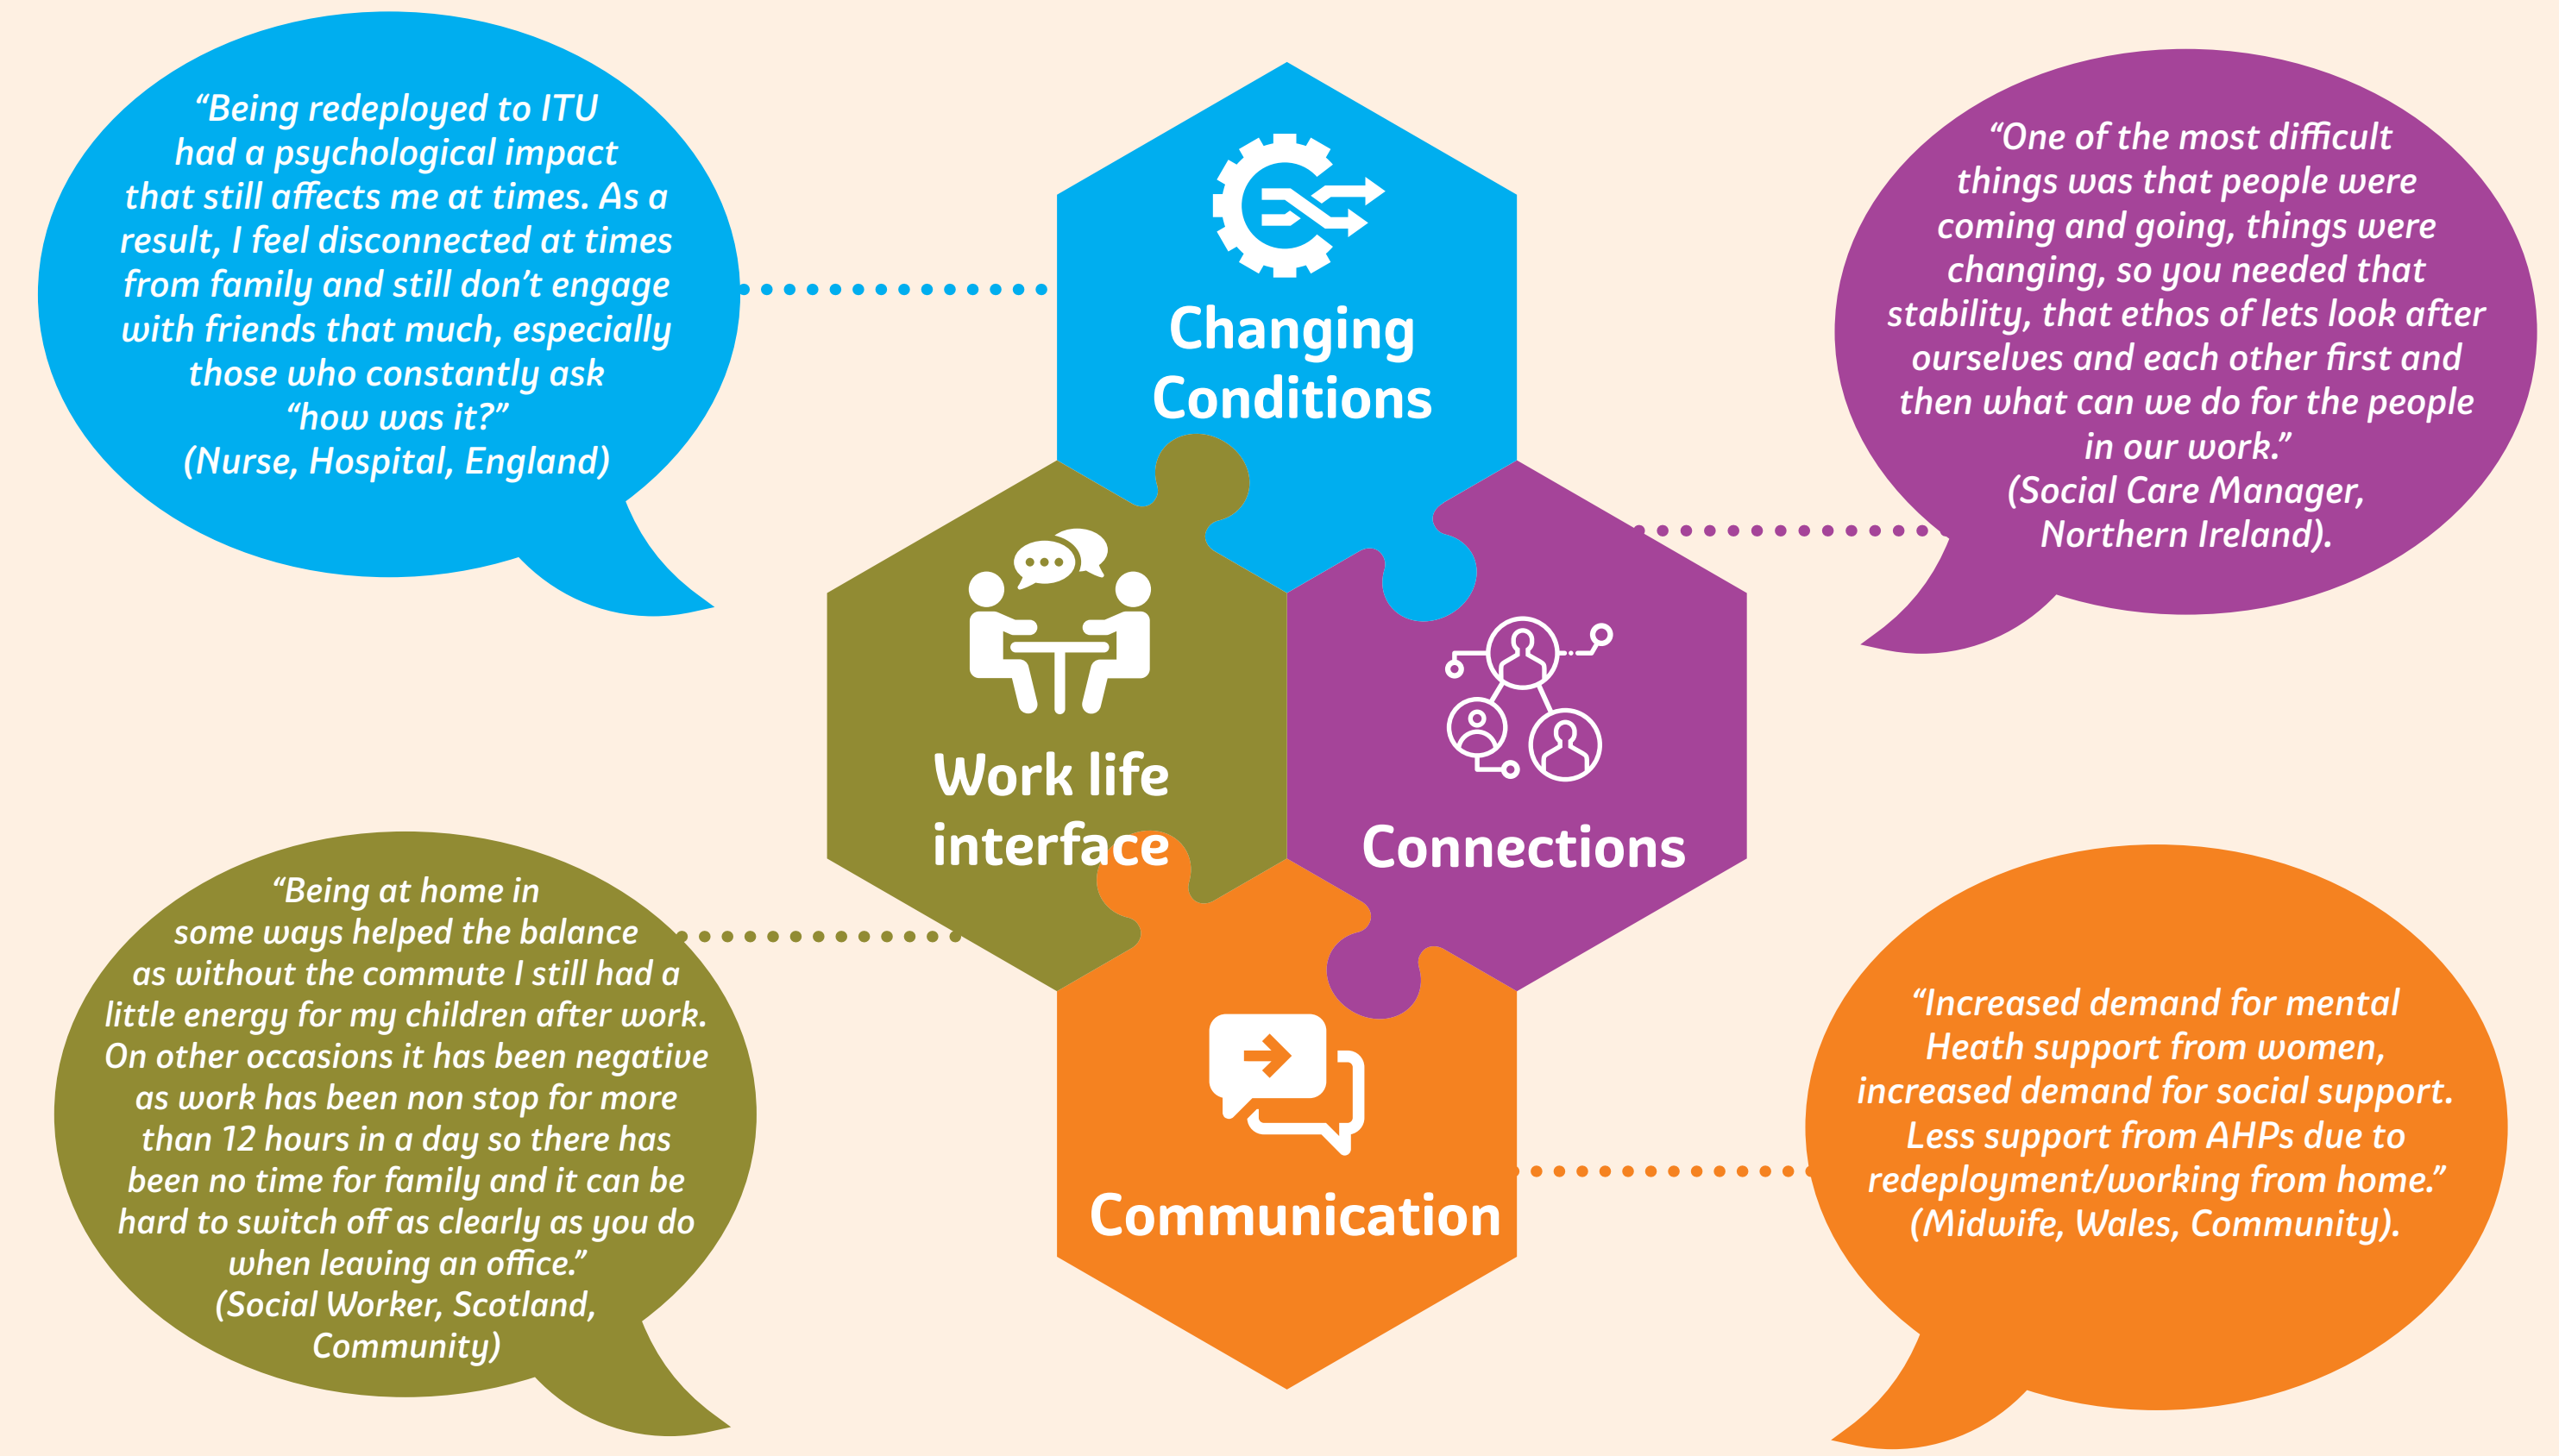 “Being redeployed to ITU
had a psychological impact
that still affects me at times. As a
result, I feel disconnected at times
from family and still don’t engage
with friends that much, especially
those who constantly ask
“how was it?”
(Nurse, Hospital, England)
Changing
Conditions
“One of the most difficult
things was that people were
coming and going, things were
changing, so you needed that
stability, that ethos of lets look after
ourselves and each other first and
then what can we do for the people
in our work.”
(Social Care Manager,
Northern Ireland).
Work life
interface
Connections
“Being at home in
some ways helped the balance
as without the commute I still had a
little energy for my children after work.
On other occasions it has been negative
as work has been non stop for more
than 12 hours in a day so there has
been no time for family and it can be
hard to switch off as clearly as you do
when leaving an office.”
(Social Worker, Scotland,
Community)
Communication
“Increased demand for mental
Heath support from women,
increased demand for social support.
Less support from AHPs due to
redeployment/working from home.”
(Midwife, Wales, Community).